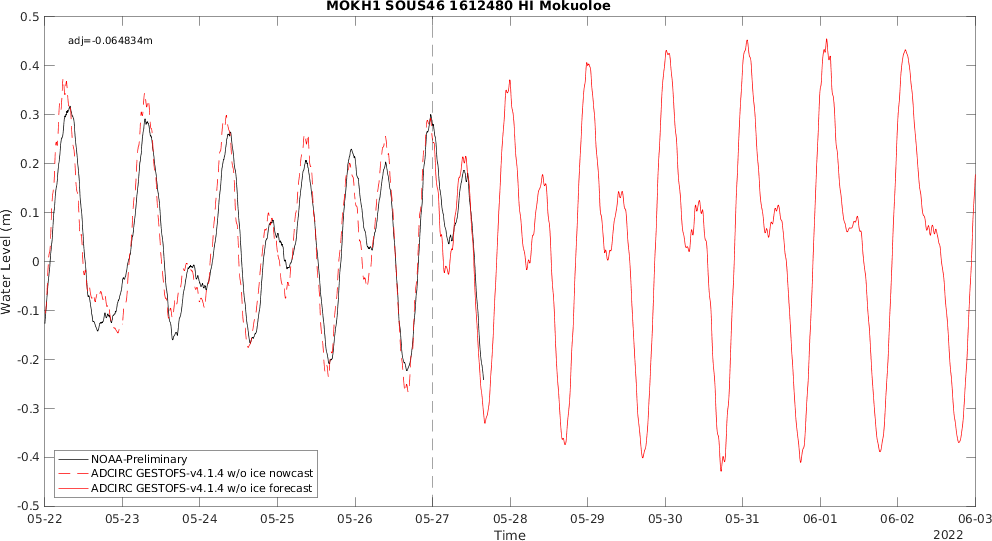 MOKH1 SOUS46 1612480 HI Mokuoloe
adj=-0.064834m
Water Level (m)
0.5
0.4
0.3
0.2
0.1
0
-0.1
-0.2
-0.3
-0.4
-0.5
NOAA-Preliminary
ADCIRC GESTOFS-v4.1.4 w/o ice nowcast
ADCIRC GESTOFS-v4.1.4 w/o ice forecast
05-22 05-23 05-24 05-25 05-26 05-27 05-28 05-29 05-30 05-31 06-01 06-02 06-03
Time
2022